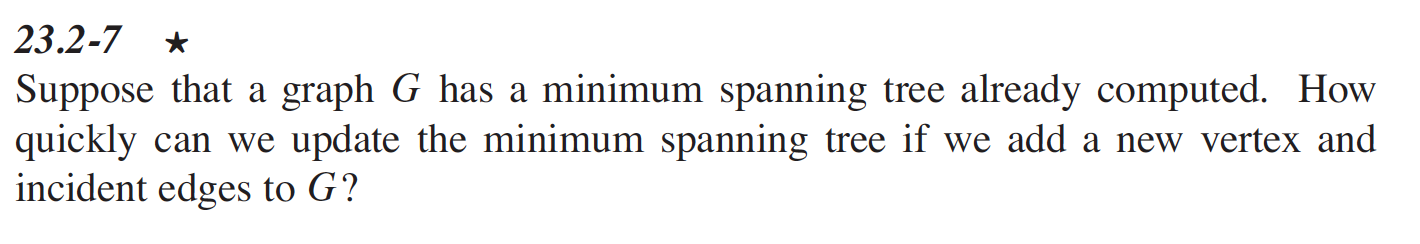 23.2-7 ★
Suppose that a graph G has a minimum spanning tree already computed. How
quickly can we update the minimum spanning tree if we add a new vertex and
incident edges to G?